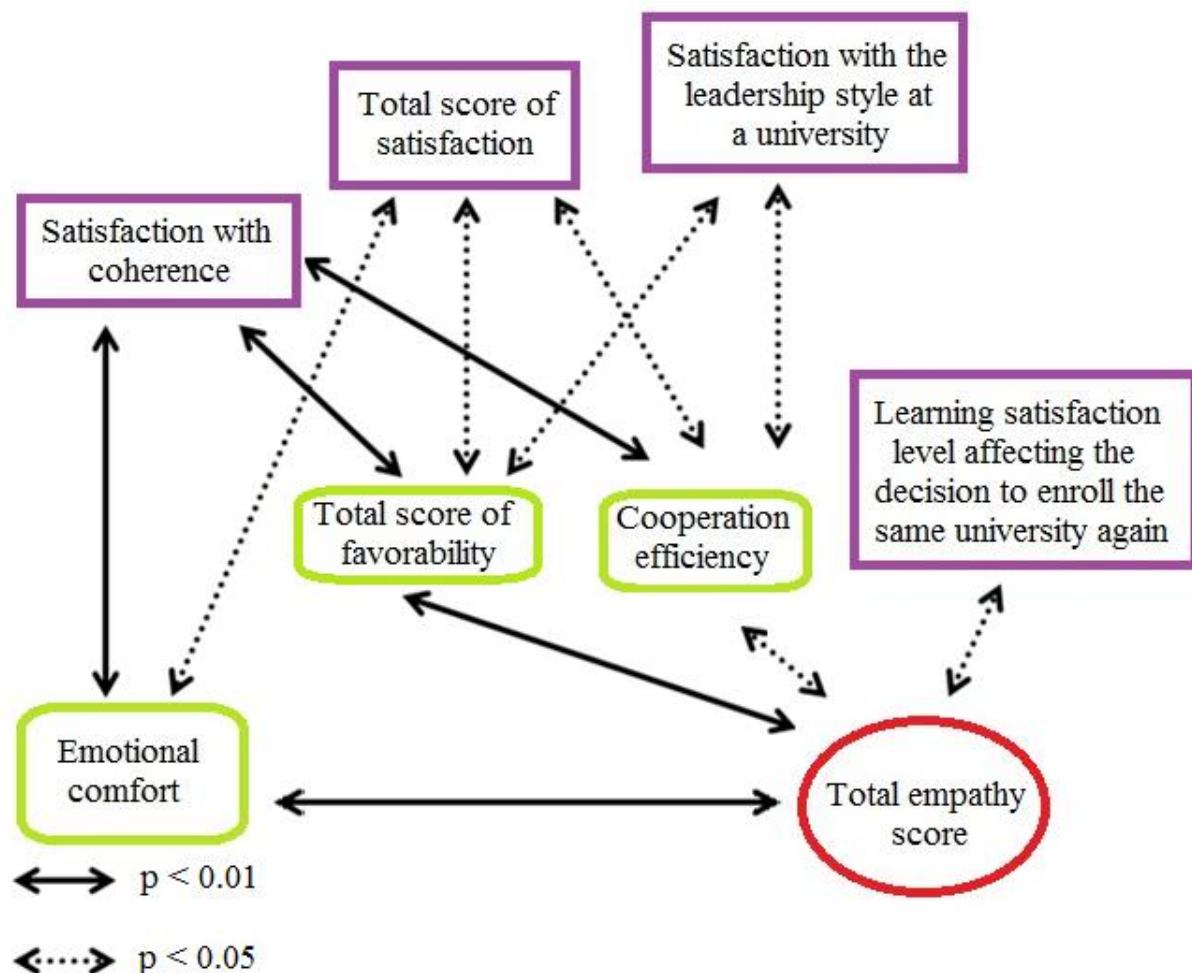 Satisfaction with the
leadership style at
a university
Total score of
satisfaction
Satisfaction with
coherence
Learning satisfaction
level affecting the
decision to enroll the
same university again
Total score of
favorability
Cooperation
efficiency
Emotional
comfort
Total empathy
score
p < 0.01
p < 0.05